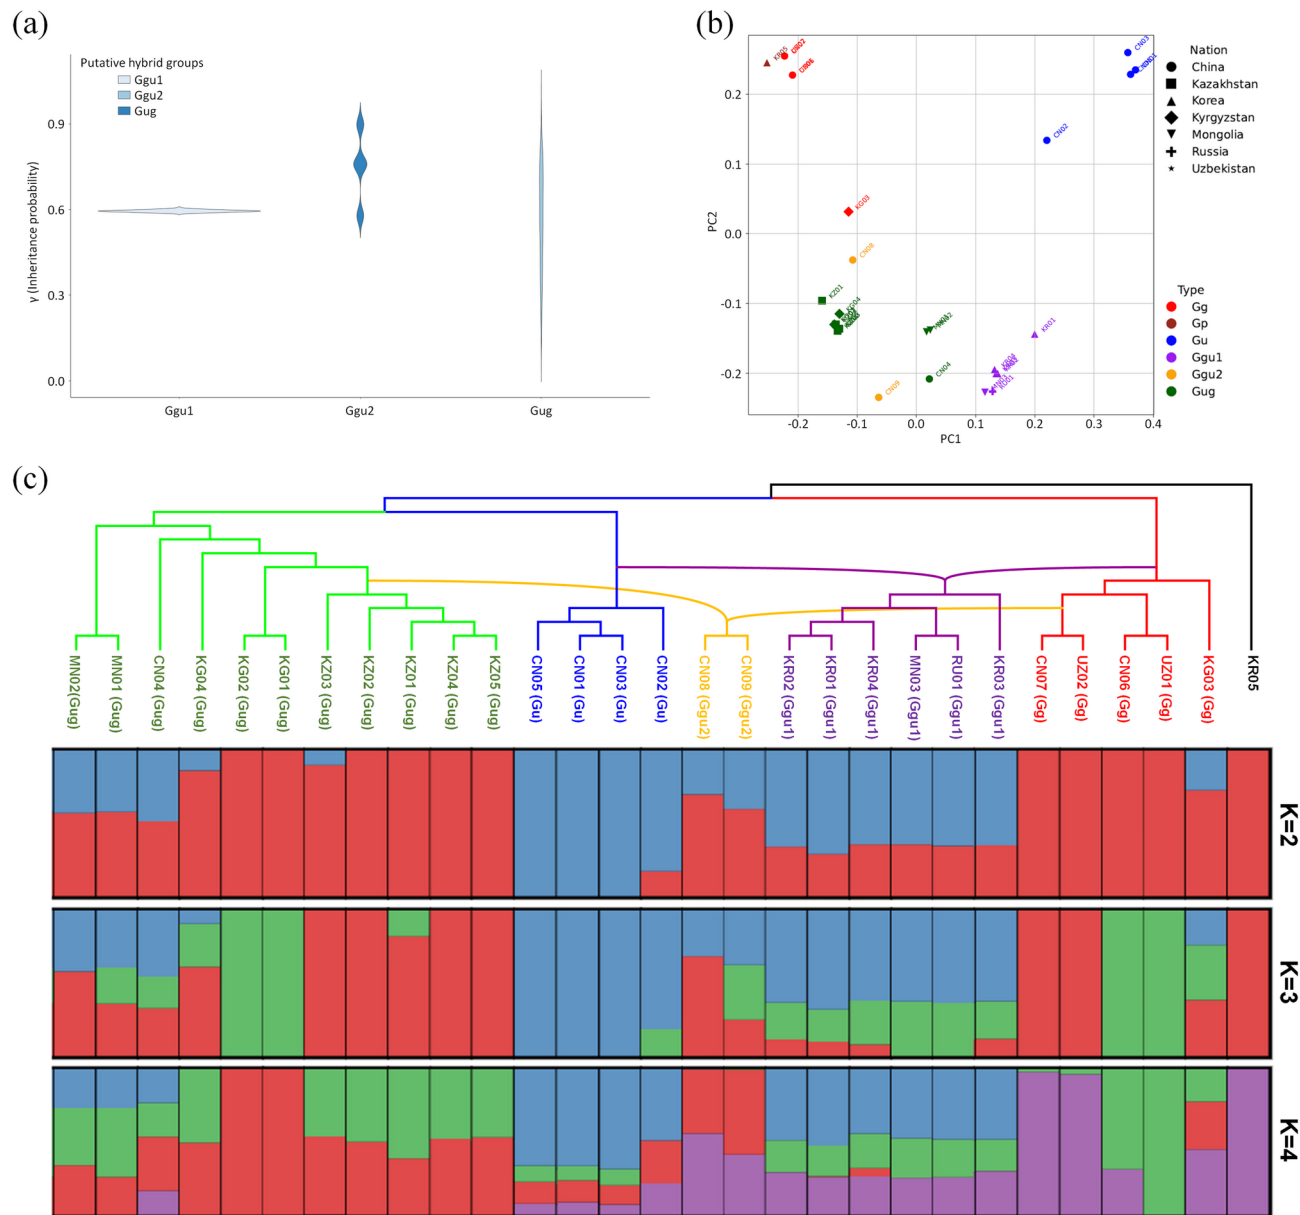 (a)
Putative hybrid groups
Ggu1
Ggu2
Gug
γ (Inheritance probability)
0.9
0.6
0.3
0.0
Ggu1
Ggu2
Gug
(b)
PC2
0.2
0.1
0.0
-0.1
-0.2
-0.2
-0.1
0.0
0.1
0.2
0.3
0.4
PC1
KR05
CN03
CN02
KG03
CN08
KZ01
KG04
CN04
CN09
KR01
Nation
China
Kazakhstan
Korea
Kyrgyzstan
Mongolia
Russia
Uzbekistan
Type
Gg
Gp
Gu
Ggu1
Ggu2
Gug
(c)
MN02(Gug)
MN01 (Gug)
CN04 (Gug)
KG04 (Gug)
KG02 (Gug)
KG01 (Gug)
KZ03 (Gug)
KZ02 (Gug)
KZ01 (Gug)
KZ04 (Gug)
KZ05 (Gug)
CN05 (Gu)
CN01 (Gu)
CN03 (Gu)
CN02 (Gu)
CN08 (Ggu2)
CN09 (Ggu2)
KR02 (Ggu1)
KR01 (Ggu1)
KR04 (Ggu1)
MN03 (Ggu1)
RU01 (Ggu1)
KR03 (Ggu1)
CN07 (Gg)
UZ02 (Gg)
CN06 (Gg)
UZ01 (Gg)
KG03 (Gg)
KR05
K=2
K=3
K=4